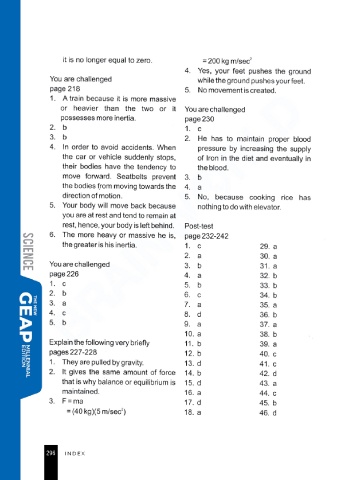 it is no longer equal to zero.
You are challenged
page 218
1. A train because it is more massive
or heavier than the two or it
possesses more inertia.
2. b
3. b
4. In order to avoid accidents. When
the car or vehicle suddenly stops,
their bodies have the tendency to
move forward. Seatbelts prevent
the bodies from moving towards the
direction of motion.
5. Your body will move back because
you are at rest and tend to remain at
rest, hence, your body is left behind.
6. The more heavy or massive he is,
the greater is his inertia.
You are challenged
page 226
1. c
2. b
3. a
4. c
5. b
Explain the following very briefly
pages 227-228
1. They are pulled by gravity.
2. It gives the same amount of force
that is why balance or equilibrium is
maintained.
3. F = ma
= (40 kg)(5 m/sec²)
= 200 kg m/sec²
4. Yes, your feet pushes the ground
while the ground pushes your feet.
5. No movement is created.
You are challenged
page 230
1. c
2. He has to maintain proper blood
pressure by increasing the supply
of Iron in the diet and eventually in
the blood.
3. b
4. a
5. No, because cooking rice has
nothing to do with elevator.
Post-test
page 232-242
1. c
2. a
3. b
4. a
5. b
6. c
7. a
8. d
9. a
10. a
11. b
12. b
13. d
14. b
15. d
16. a
17. d
18. a
29. a
30. a
31. a
32. b
33. b
34. b
35. a
36. b
37. a
38. b
39. a
40. c
41. c
42. d
43. a
44. c
45. b
46. d
SCIENCE
THE NEW
GEAP
MILLENNIAL
EDITION
296 INDEX